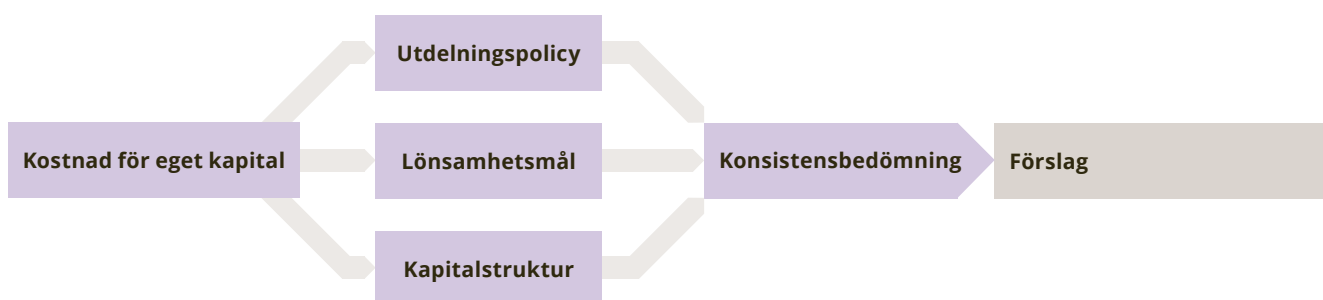 Utdelningspolicy
Kostnad för eget kapital
Lönsamhetsmål
Konsistensbedömning
Förslag
Kapitalstruktur